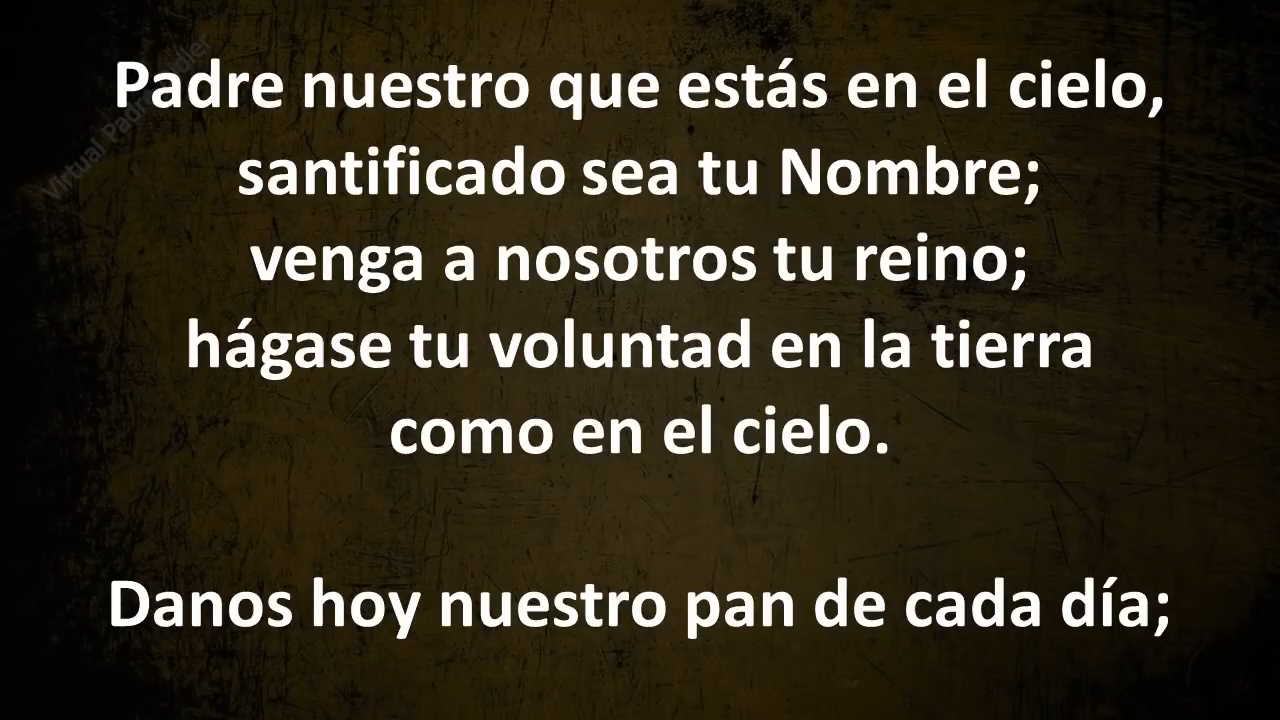 Padre nuestro que estás en el cielo,
santificado sea tu Nombre;
venga a nosotros tu reino;
hágase tu voluntad en la tierra
como en el cielo.
Danos hoy nuestro pan de cada día;